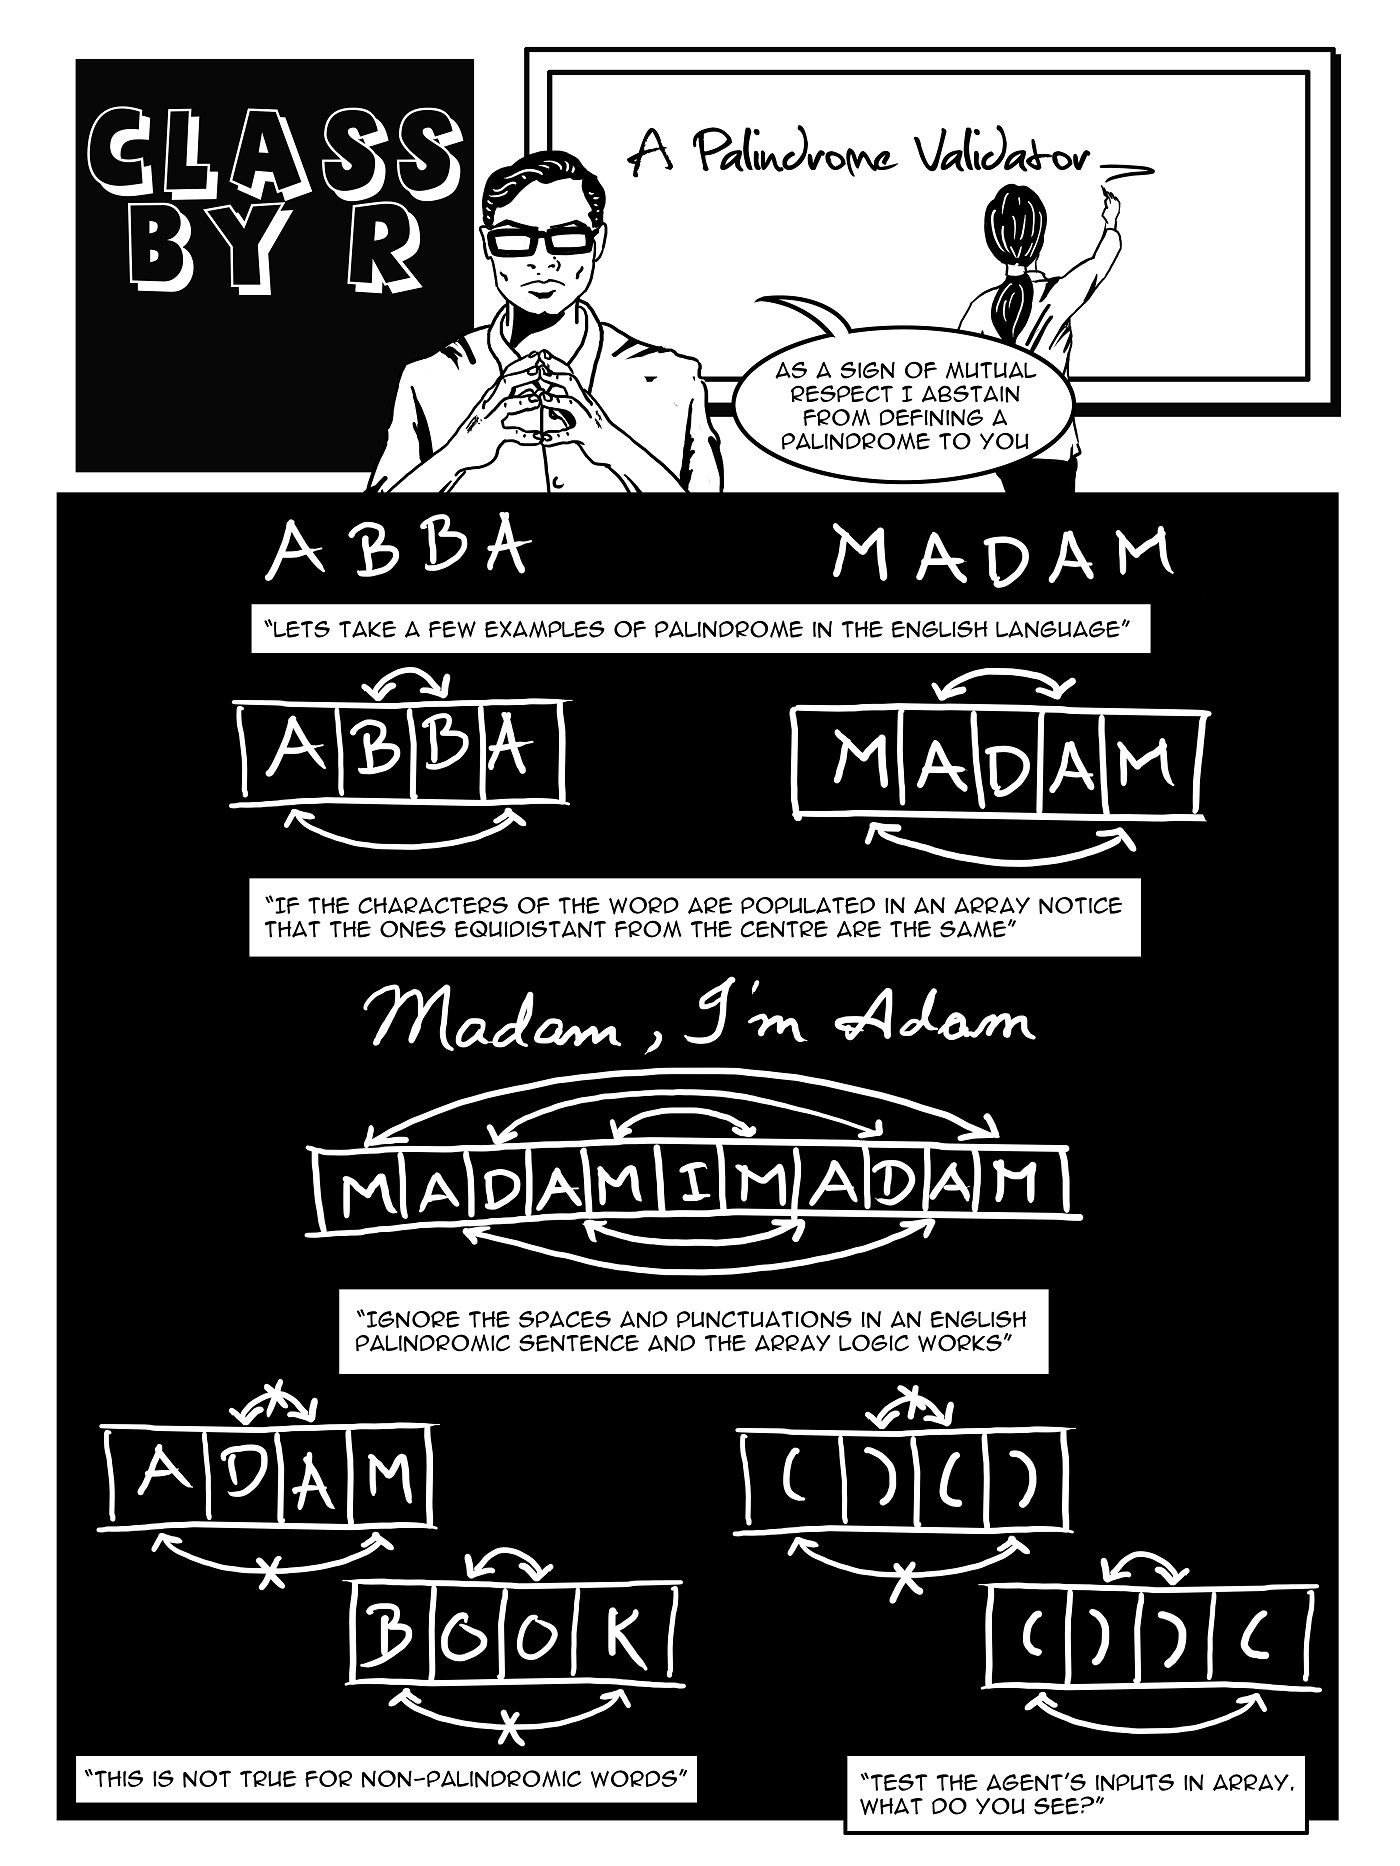 CLASS
BY R
A Palindrome Validator
AS A SIGN OF MUTUAL
RESPECT I ABSTAIN
FROM DEFINING A
PALINDROME TO YOU
ABBA
MADAM
"LETS TAKE A FEW EXAMPLES OF PALINDROME IN THE ENGLISH LANGUAGE"
A B B A
M A D A M
"IF THE CHARACTERS OF THE WORD ARE POPULATED IN AN ARRAY NOTICE
THAT THE ONES EQUIDISTANT FROM THE CENTRE ARE THE SAME"
Madam, I'm Adam
M A D A M I M A D A M
"IGNORE THE SPACES AND PUNCTUATIONS IN AN ENGLISH
PALINDROMIC SENTENCE AND THE ARRAY LOGIC WORKS"
A D A M
( ) ( )
B O O K
( ) ) (
"THIS IS NOT TRUE FOR NON-PALINDROMIC WORDS"
"TEST THE AGENT'S INPUTS IN ARRAY.
WHAT DO YOU SEE?"